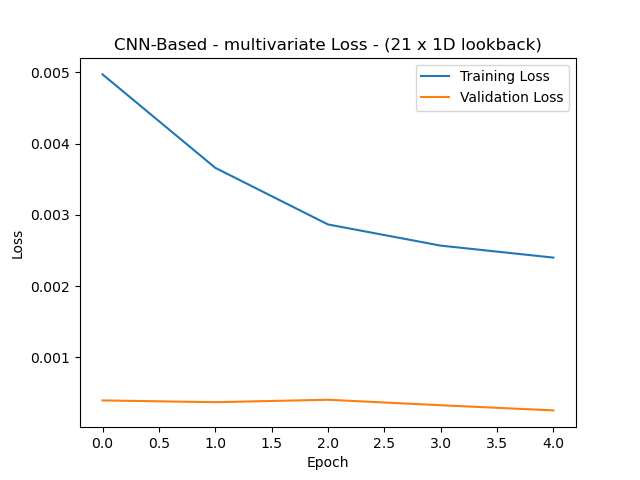 CNN-Based - multivariate Loss - (21 x 1D lookback)
Training Loss
Validation Loss
0.005
0.004
0.003
0.002
0.001
Loss
0.0 0.5 1.0 1.5 2.0 2.5 3.0 3.5 4.0
Epoch